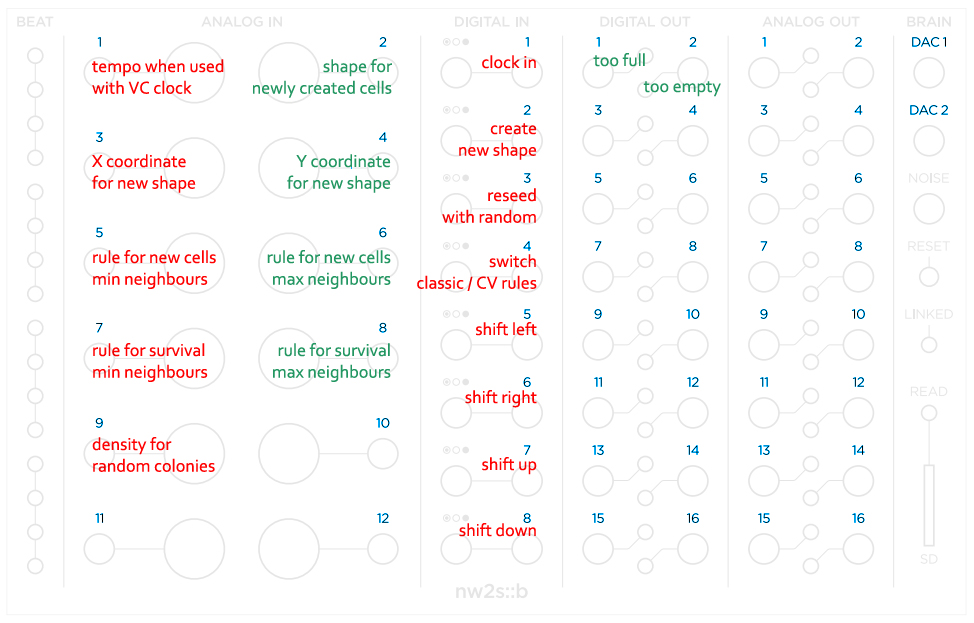 BEAT
ANALOG IN
DIGITAL IN
DIGITAL OUT
ANALOG OUT
BRAIN
1
tempo when used
with VC clock
2
shape for
newly created cells
3
X coordinate
for new shape
4
Y coordinate
for new shape
5
rule for new cells
min neighbours
6
rule for new cells
max neighbours
7
rule for survival
min neighbours
8
rule for survival
max neighbours
9
density for
random colonies
10
11
12
1
clock in
2
create
new shape
3
reseed
with random
4
switch
classic / CV rules
5
shift left
6
shift right
7
shift up
8
shift down
1 2
too full
too empty
3 4
5 6
7 8
9 10
11 12
13 14
15 16
1 2
3 4
5 6
7 8
9 10
11 12
13 14
15 16
DAC 1
DAC 2
NOISE
RESET
LINKED
READ
SD
nw2s::b